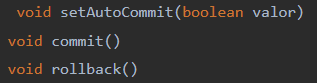 void setAutoCommit(boolean valor)
void commit()
void rollback()